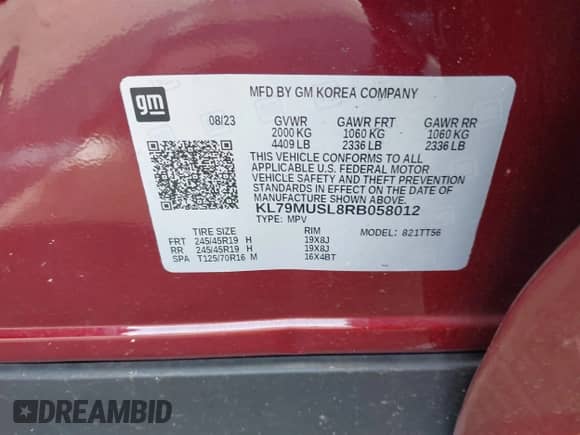 gm
MFD BY GM KOREA COMPANY
08/23 GVWR GAWR FRT GAWR RR
2000 KG 1060 KG 1060 KG
4409 LB 2336 LB 2336 LB
THIS VEHICLE CONFORMS TO ALL
APPLICABLE U.S. FEDERAL MOTOR
VEHICLE SAFETY AND THEFT PREVENTION
STANDARDS IN EFFECT ON THE DATE OF
MANUFACTURE SHOWN ABOVE.
KL79MUSL8RB058012
TYPE: MPV MODEL: 821TT56
TIRE SIZE RIM
FRT 245/45R19 H 19X8J
RR 245/45R19 H 19X8J
SPA T125/70R16 M 16X4BT
DREAMBID